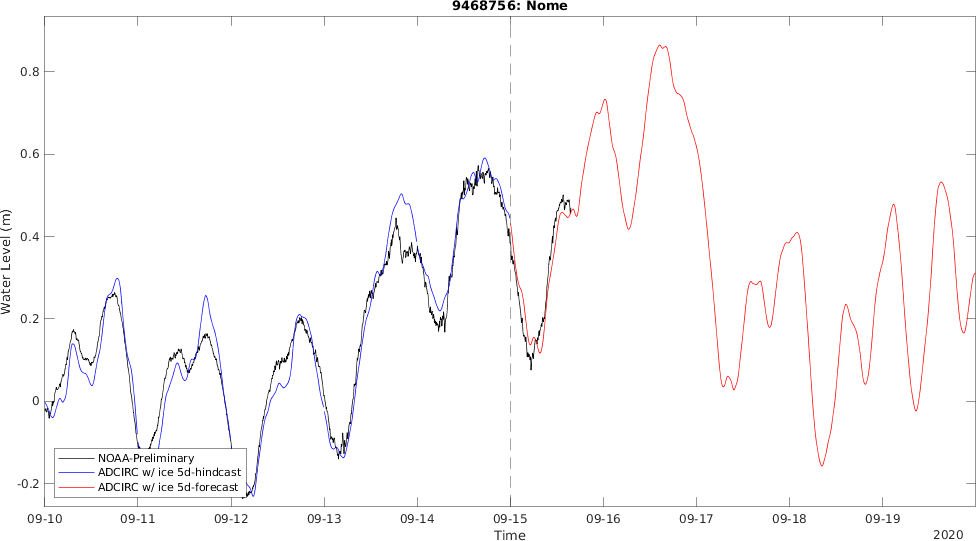 9468756: Nome
Water Level (m)
0.8
0.6
0.4
0.2
0
-0.2
NOAA-Preliminary
ADCIRC w/ ice 5d-hindcast
ADCIRC w/ ice 5d-forecast
09-10 09-11 09-12 09-13 09-14 09-15 09-16 09-17 09-18 09-19
Time
2020